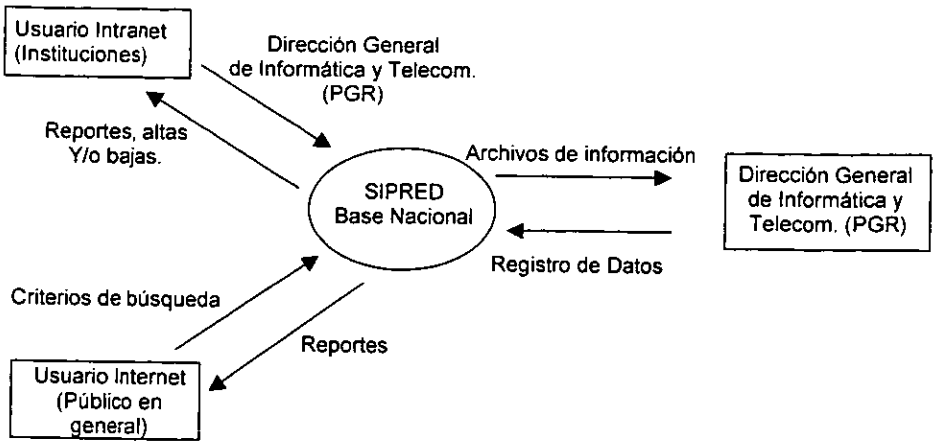 Usuario Intranet
(Instituciones)
Dirección General
de Informática y Telecom.
(PGR)
Reportes, altas
Y/o bajas.
SIPRED
Base Nacional
Archivos de información
Dirección General
de Informática y
Telecom. (PGR)
Registro de Datos
Criterios de búsqueda
Reportes
Usuario Internet
(Público en
general)